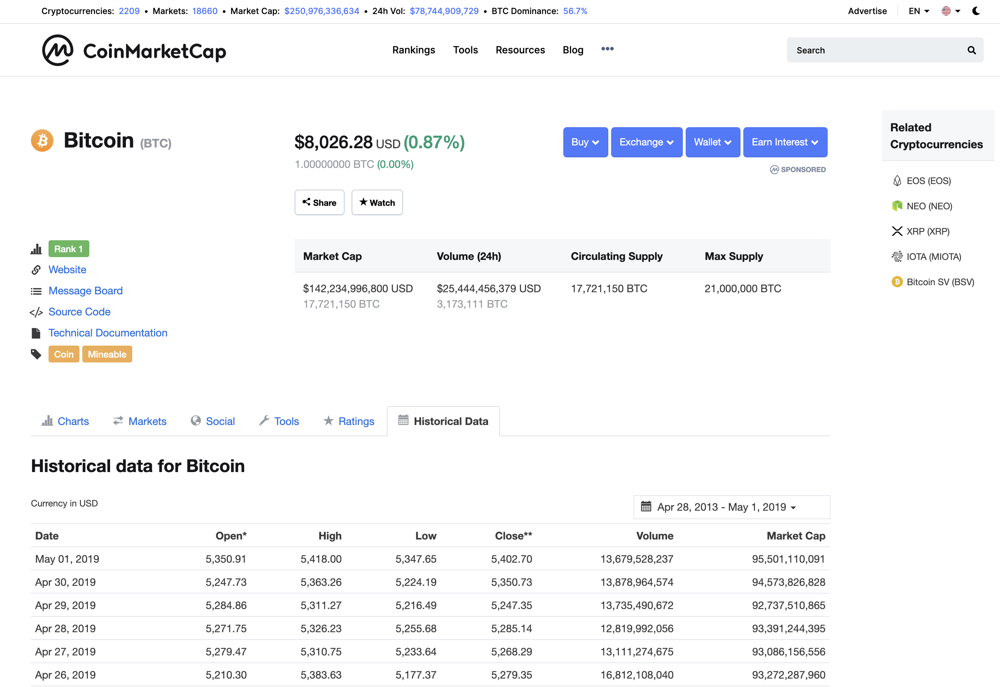 Cryptocurrencies: 2209 • Markets: 18660 • Market Cap: $250,976,336,634 • 24h Vol: $78,744,909,729 • BTC Dominance: 56.7% Advertise EN
CoinMarketCap Rankings Tools Resources Blog ••• Search
Bitcoin (BTC)
$8,026.28 USD (0.87%)
1.00000000 BTC (0.00%)
Buy Exchange Wallet Earn Interest
SPONSORED
Share Watch
Rank 1
Website
Message Board
</> Source Code
Technical Documentation
Coin Mineable
Market Cap Volume (24h) Circulating Supply Max Supply
$142,234,996,800 USD $25,444,456,379 USD 17,721,150 BTC 21,000,000 BTC
17,721,150 BTC 3,173,111 BTC
Related
Cryptocurrencies
EOS (EOS)
NEO (NEO)
XRP (XRP)
IOTA (MIOTA)
Bitcoin SV (BSV)
Charts Markets Social Tools Ratings Historical Data
Historical data for Bitcoin
Currency in USD Apr 28, 2013 - May 1, 2019
Date Open* High Low Close** Volume Market Cap
May 01, 2019 5,350.91 5,418.00 5,347.65 5,402.70 13,679,528,237 95,501,110,091
Apr 30, 2019 5,247.73 5,363.26 5,224.19 5,350.73 13,878,964,574 94,573,826,828
Apr 29, 2019 5,284.86 5,311.27 5,216.49 5,247.35 13,735,490,672 92,737,510,865
Apr 28, 2019 5,271.75 5,326.23 5,255.68 5,285.14 12,819,992,056 93,391,244,395
Apr 27, 2019 5,279.47 5,310.75 5,233.64 5,268.29 13,111,274,675 93,086,156,556
Apr 26, 2019 5,210.30 5,383.63 5,177.37 5,279.35 16,812,108,040 93,272,287,960